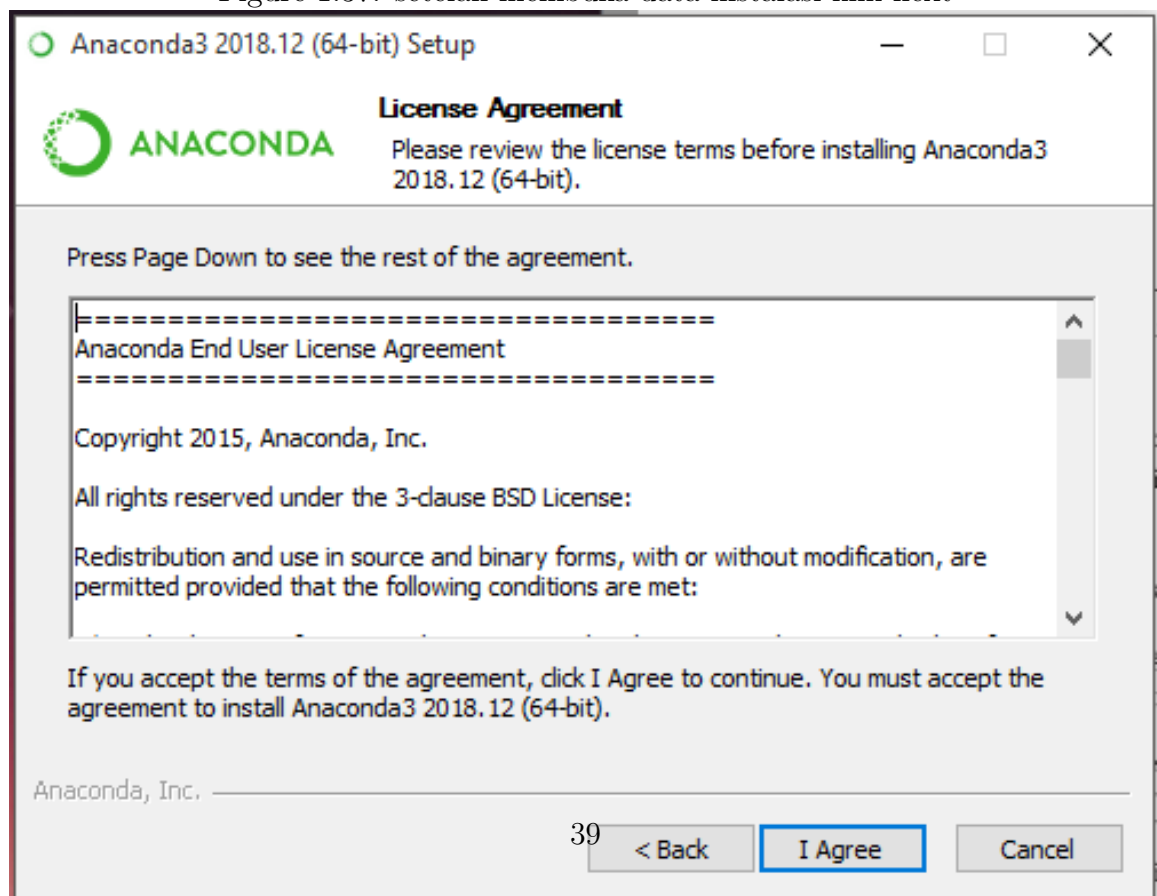 Anaconda3 2018.12 (64-bit) Setup
ANACONDA
License Agreement
Please review the license terms before installing Anaconda3
2018.12 (64-bit).
Press Page Down to see the rest of the agreement.
===================================
Anaconda End User License Agreement
===================================
Copyright 2015, Anaconda, Inc.
All rights reserved under the 3-clause BSD License:
Redistribution and use in source and binary forms, with or without modification, are
permitted provided that the following conditions are met:
If you accept the terms of the agreement, click I Agree to continue. You must accept the
agreement to install Anaconda3 2018.12 (64-bit).
Anaconda, Inc.
39
< Back
I Agree
Cancel